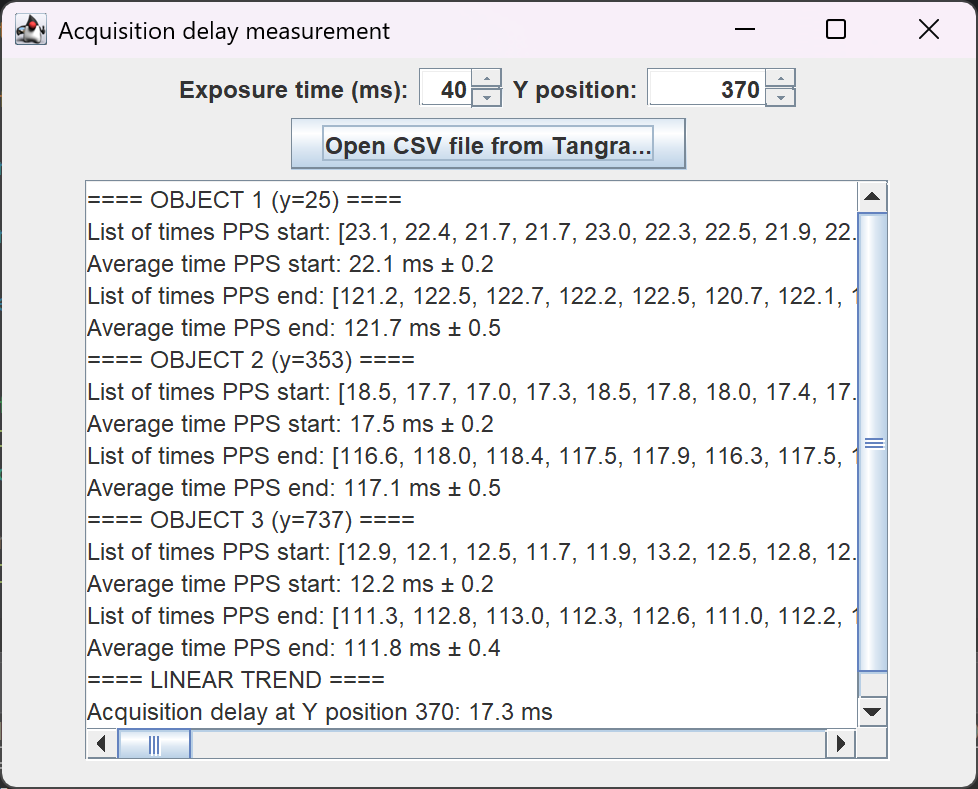 Acquisition delay measurement
Exposure time (ms): 40 Y position: 370
Open CSV file from Tangra...
==== OBJECT 1 (y=25) ====
List of times PPS start: [23.1, 22.4, 21.7, 21.7, 23.0, 22.3, 22.5, 21.9, 22.
Average time PPS start: 22.1 ms ± 0.2
List of times PPS end: [121.2, 122.5, 122.7, 122.2, 122.5, 120.7, 122.1,
Average time PPS end: 121.7 ms ± 0.5
==== OBJECT 2 (y=353) ====
List of times PPS start: [18.5, 17.7, 17.0, 17.3, 18.5, 17.8, 18.0, 17.4, 17.
Average time PPS start: 17.5 ms ± 0.2
List of times PPS end: [116.6, 118.0, 118.4, 117.5, 117.9, 116.3, 117.5,
Average time PPS end: 117.1 ms ± 0.5
==== OBJECT 3 (y=737) ====
List of times PPS start: [12.9, 12.1, 12.5, 11.7, 11.9, 13.2, 12.5, 12.8, 12.
Average time PPS start: 12.2 ms ± 0.2
List of times PPS end: [111.3, 112.8, 113.0, 112.3, 112.6, 111.0, 112.2,
Average time PPS end: 111.8 ms ± 0.4
==== LINEAR TREND ====
Acquisition delay at Y position 370: 17.3 ms